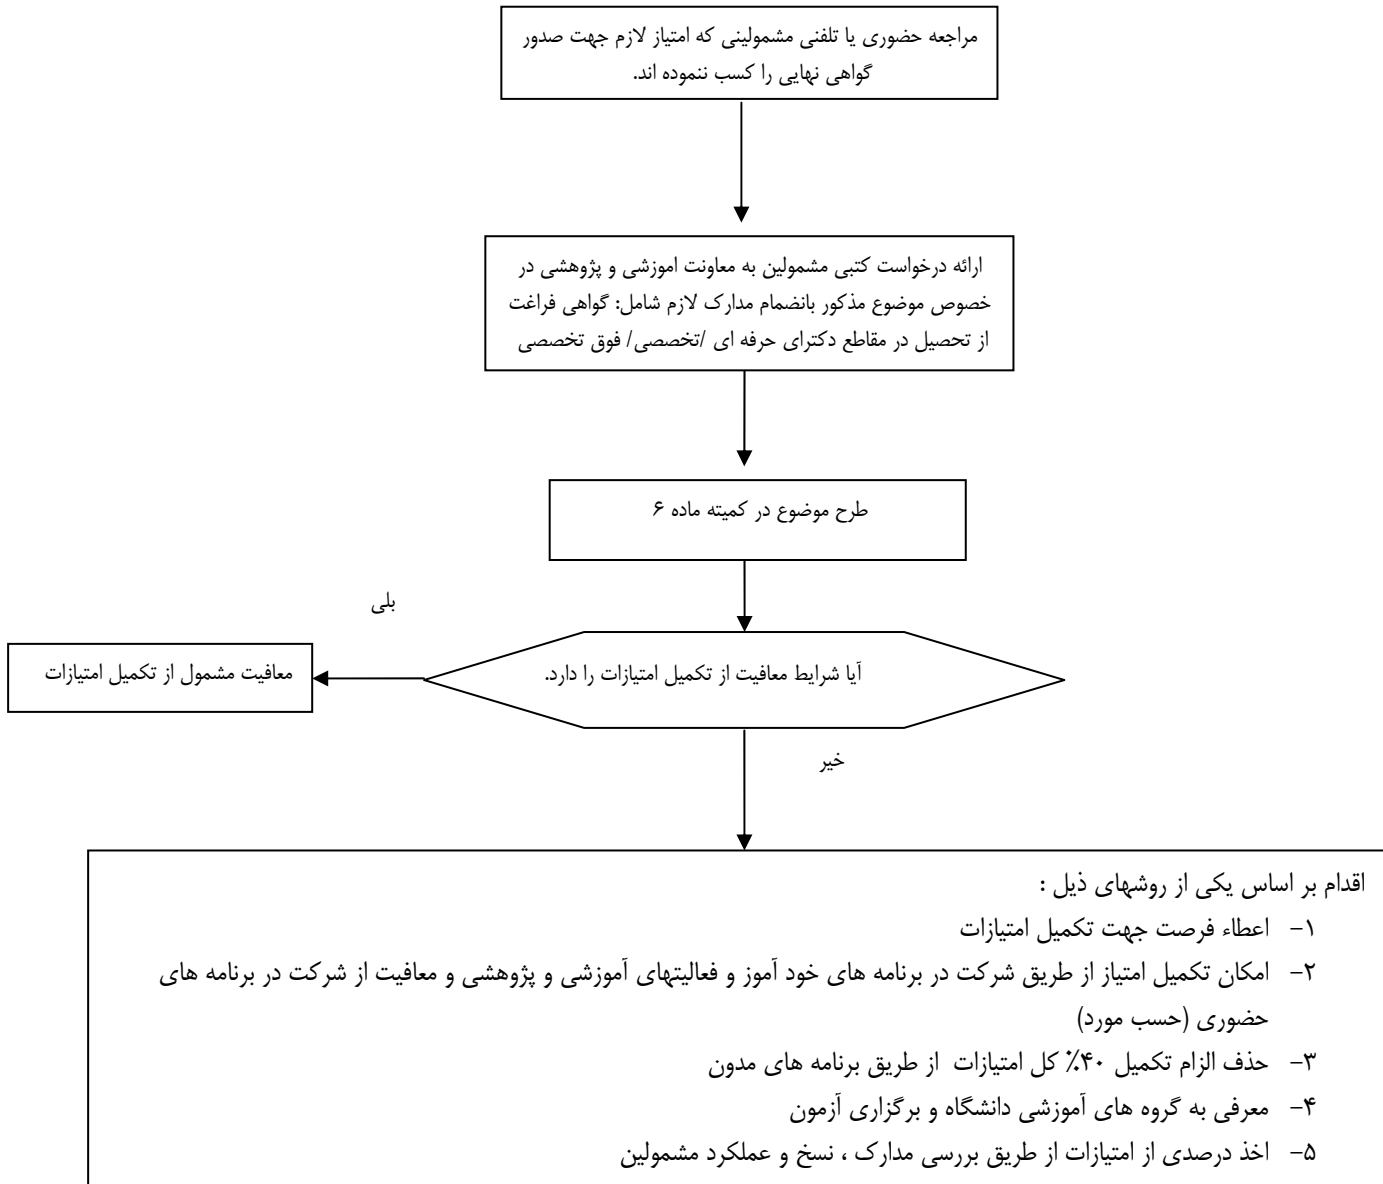 مراجعه حضوری یا تلفنی مشمولینی که امتیاز لازم جهت صدور
گواهی نهایی را کسب ننموده اند.
ارائه درخواست کتبی مشمولین به معاونت اموزشی و پژوهشی در
خصوص موضوع مذکور بانضمام مدارک لازم شامل: گواهی فراغت
از تحصیل در مقاطع دکترای حرفه ای /تخصصی/ فوق تخصصی
طرح موضوع در کمیته ماده ۶
بلی
آیا شرایط معافیت از تکمیل امتیازات را دارد.
معافیت مشمول از تکمیل امتیازات
خیر
اقدام بر اساس یکی از روشهای ذیل :
۱- اعطاء فرصت جهت تکمیل امتیازات
۲- امکان تکمیل امتیاز از طریق شرکت در برنامه های خود آموز و فعالیتهای آموزشی و پژوهشی و معافیت از شرکت در برنامه های
حضوری (حسب مورد)
۳- حذف الزام تکمیل ۴۰٪ کل امتیازات از طریق برنامه های مدون
۴- معرفی به گروه های آموزشی دانشگاه و برگزاری آزمون
۵- اخذ درصدی از امتیازات از طریق بررسی مدارک ، نسخ و عملکرد مشمولین